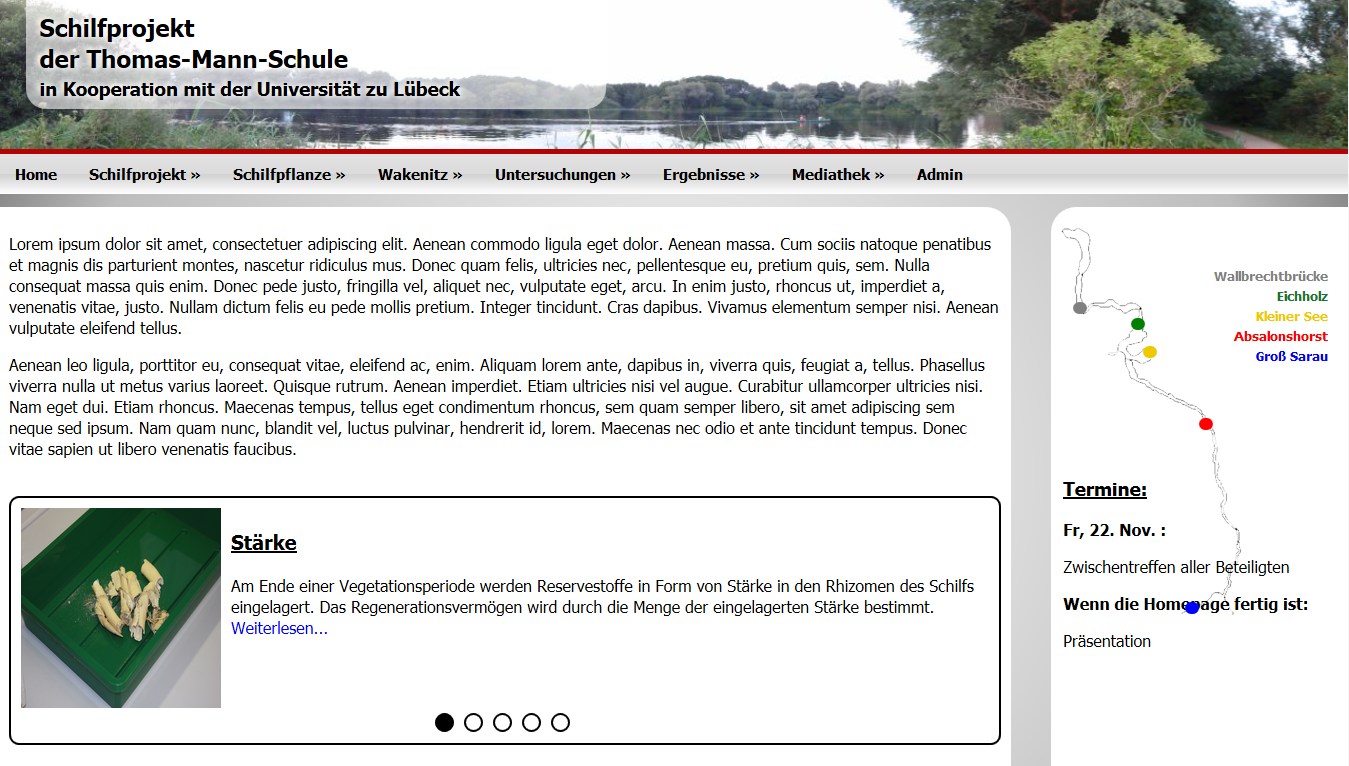 Schilfprojekt
der Thomas-Mann-Schule
in Kooperation mit der Universität zu Lübeck
Home Schilfprojekt » Schilfpflanze » Wakenitz » Untersuchungen » Ergebnisse » Mediathek » Admin
Lorem ipsum dolor sit amet, consectetuer adipiscing elit. Aenean commodo ligula eget dolor. Aenean massa. Cum sociis natoque penatibus
et magnis dis parturient montes, nascetur ridiculus mus. Donec quam felis, ultricies nec, pellentesque eu, pretium quis, sem. Nulla
consequat massa quis enim. Donec pede justo, fringilla vel, aliquet nec, vulputate eget, arcu. In enim justo, rhoncus ut, imperdiet a,
venenatis vitae, justo. Nullam dictum felis eu pede mollis pretium. Integer tincidunt. Cras dapibus. Vivamus elementum semper nisi. Aenean
vulputate eleifend tellus.
Aenean leo ligula, porttitor eu, consequat vitae, eleifend ac, enim. Aliquam lorem ante, dapibus in, viverra quis, feugiat a, tellus. Phasellus
viverra nulla ut metus varius laoreet. Quisque rutrum. Aenean imperdiet. Etiam ultricies nisi vel augue. Curabitur ullamcorper ultricies nisi.
Nam eget dui. Etiam rhoncus. Maecenas tempus, tellus eget condimentum rhoncus, sem quam semper libero, sit amet adipiscing sem
neque sed ipsum. Nam quam nunc, blandit vel, luctus pulvinar, hendrerit id, lorem. Maecenas nec odio et ante tincidunt tempus. Donec
vitae sapien ut libero venenatis faucibus.
Stärke
Am Ende einer Vegetationsperiode werden Reservestoffe in Form von Stärke in den Rhizomen des Schilfs
eingelagert. Das Regenerationsvermögen wird durch die Menge der eingelagerten Stärke bestimmt.
Weiterlesen...
Wallbrechtbrücke
Eichholz
Kleiner See
Absalonshorst
Groß Sarau
Termine:
Fr, 22. Nov. :
Zwischentreffen aller Beteiligten
Wenn die Homepage fertig ist:
Präsentation